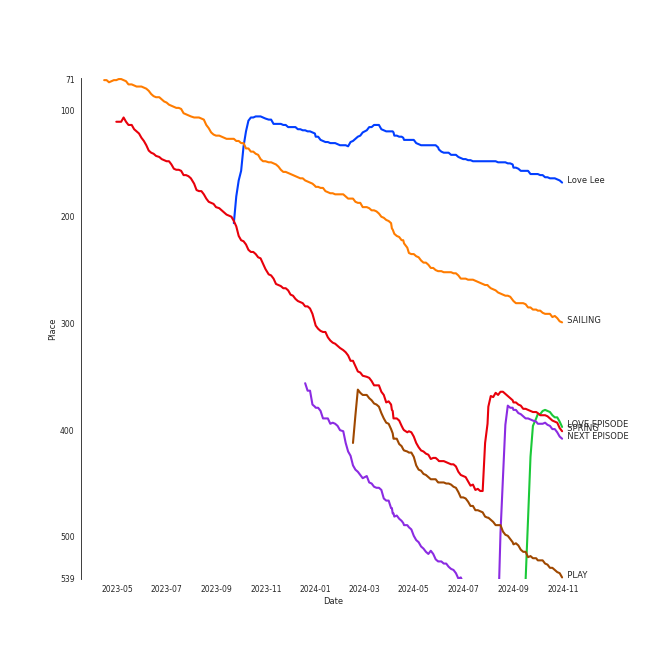 71
100
200
300
400
500
539
Place
Love Lee
SAILING
LOVE EPISODE
SPRING
NEXT EPISODE
PLAY
2023-05 2023-07 2023-09 2023-11 2024-01 2024-03 2024-05 2024-07 2024-09 2024-11
Date